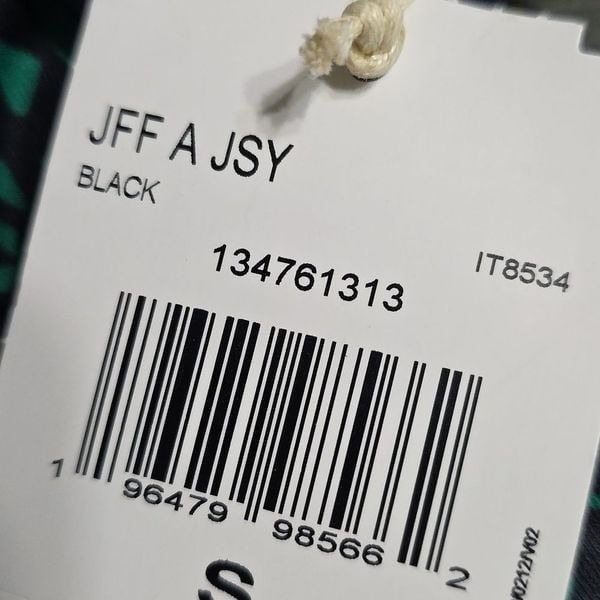 JFF A JSY
BLACK
134761313
IT8534
1 96479 98566 2
S